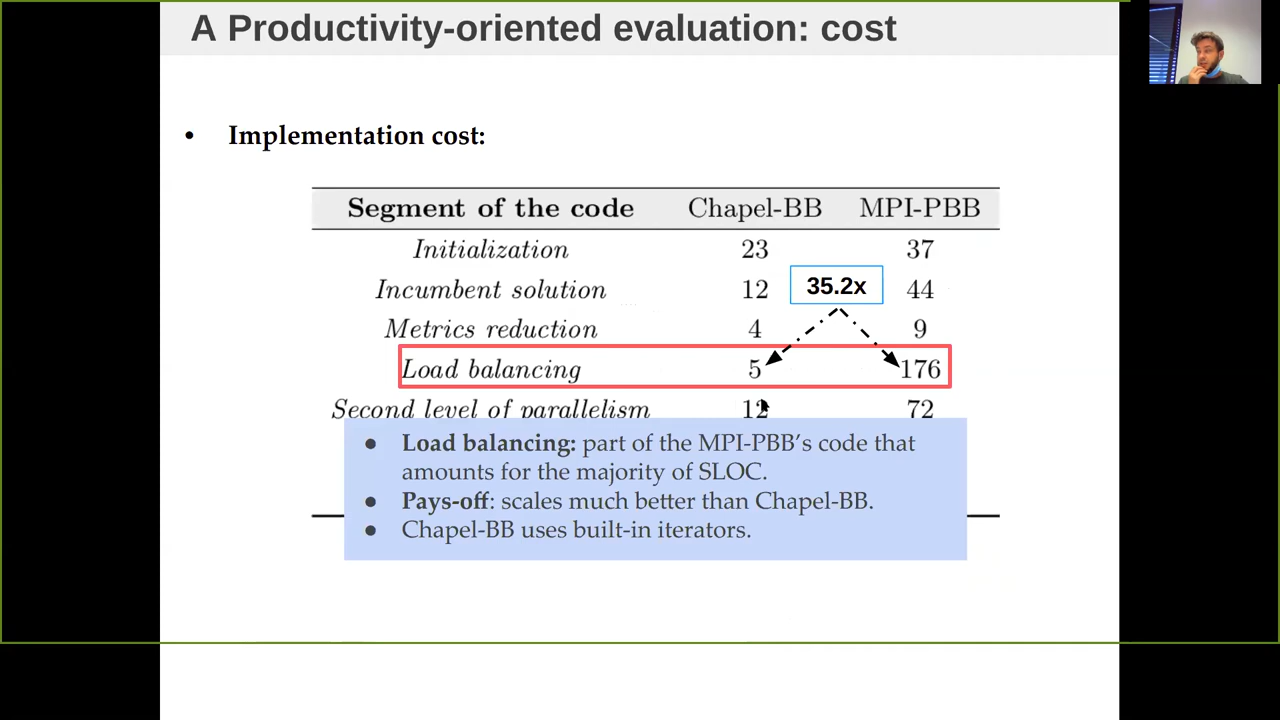 A Productivity-oriented evaluation: cost
• Implementation cost:
Segment of the code Chapel-BB MPI-PBB
Initialization 23 37
Incumbent solution 12 44
35.2x
Metrics reduction 4 9
Load balancing 5 176
Second level of parallelism 12 72
● Load balancing: part of the MPI-PBB's code that
amounts for the majority of SLOC.
● Pays-off: scales much better than Chapel-BB.
● Chapel-BB uses built-in iterators.